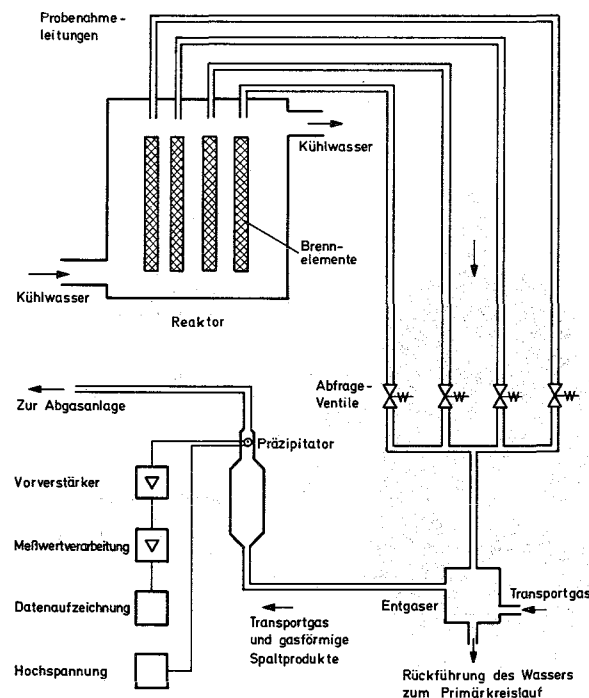 Probenahme-
leitungen
Kühlwasser
Brenn-
elemente
Kühlwasser
Reaktor
Abfrage-
Ventile
Zur Abgasanlage
Präzipitator
Vorverstärker
Meßwertverarbeitung
Datenaufzeichnung
Hochspannung
Transportgas
und gasförmige
Spaltprodukte
Entgaser
Transportgas
Rückführung des Wassers
zum Primärkreislauf